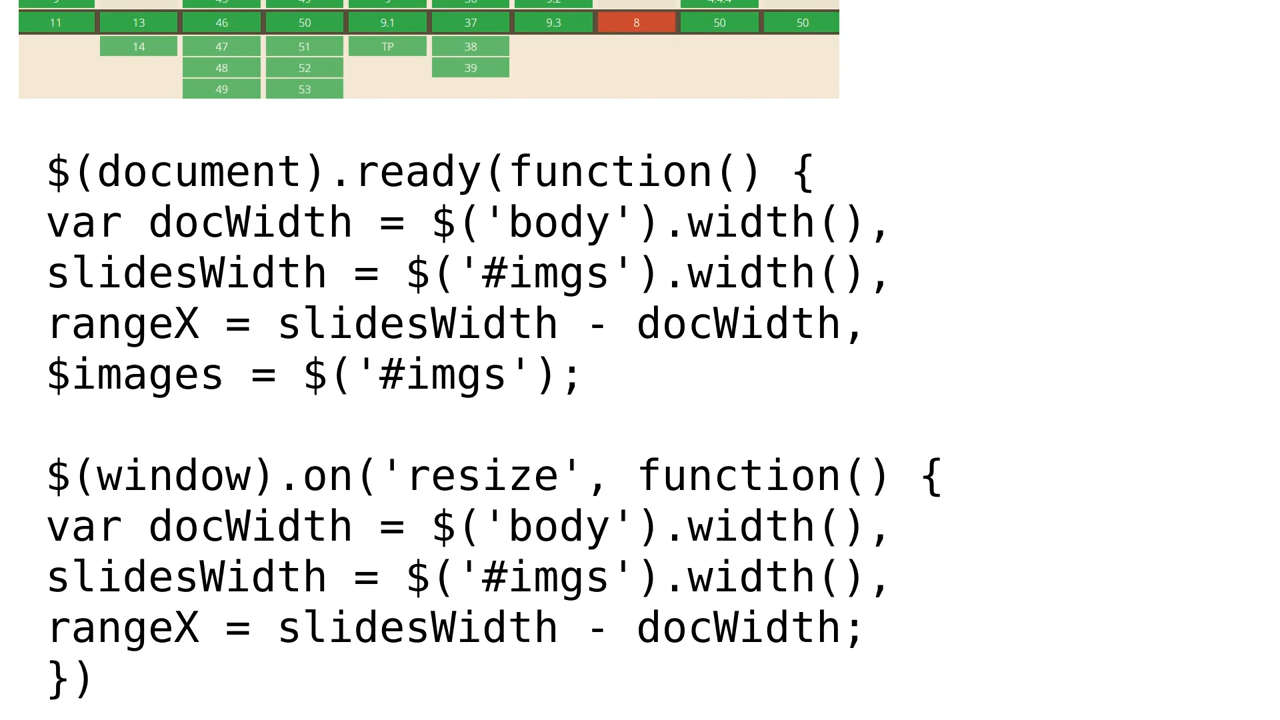 11 13 46 50 9.1 37 9.3 8 50 50
14 47 51 TP 38
48 52 39
49 53
$(document).ready(function() {
var docWidth = $('body').width(),
slidesWidth = $('#imgs').width(),
rangeX = slidesWidth - docWidth,
$images = $('#imgs');
$(window).on('resize', function() {
var docWidth = $('body').width(),
slidesWidth = $('#imgs').width(),
rangeX = slidesWidth - docWidth;
})